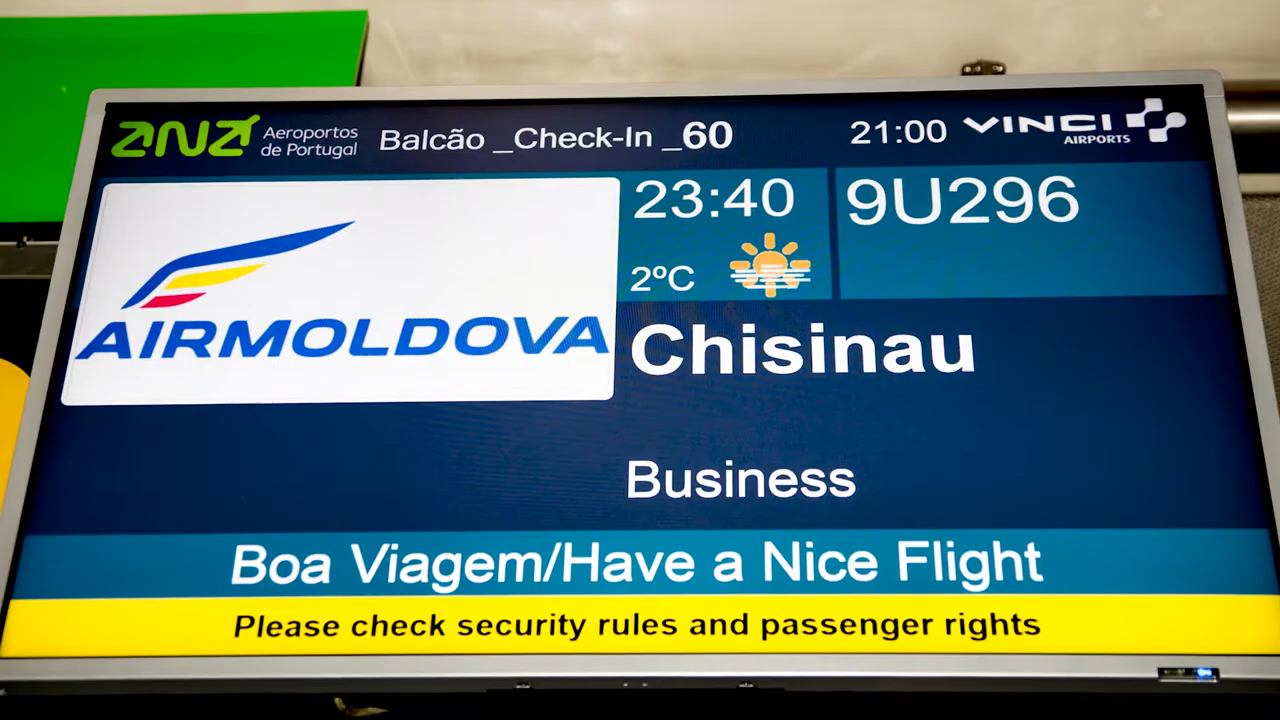 ANA Aeroportos de Portugal Balcão _Check-In _60 21:00 VINCI AIRPORTS
AIRMOLDOVA
23:40 9U296
2ºC
Chisinau
Business
Boa Viagem/Have a Nice Flight
Please check security rules and passenger rights